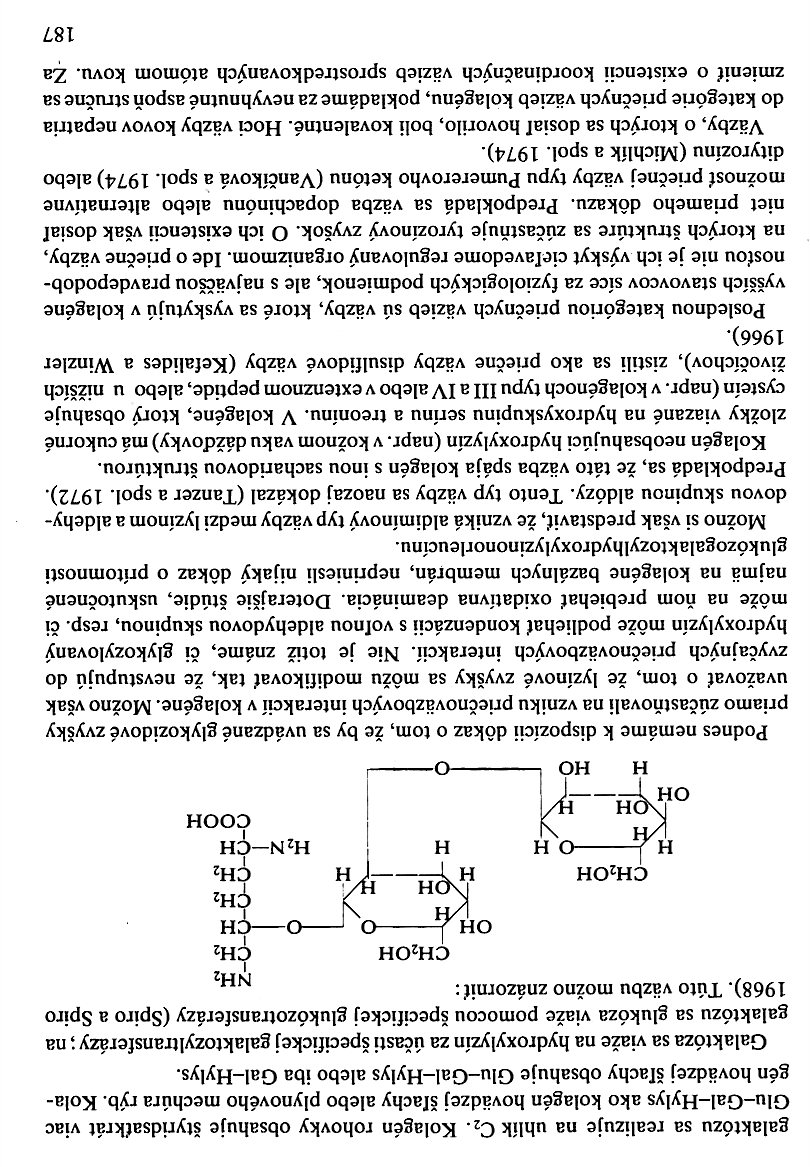 galaktózu sa realizuje na uhlík C₂. Kolagén rohovky obsahuje štyridsaťkrát viac
Glu–Gal–Hylys ako kolagén hovädzej šľachy alebo plynového mechúra rýb. Kola-
gén hovädzej šľachy obsahuje Glu–Gal–Hylys alebo iba Gal–Hylys.
Galaktóza sa viaže na hydroxylyzín za účasti špecifickej galaktozyltransferázy; na
galaktózu sa glukóza viaže pomocou špecifickej glukózotransferázy (Spiro a Spiro
1968). Túto väzbu možno znázorniť:
NH₂
CH₂OH CH₂
HO H O O CH
OH H CH₂
HO H H CH₂
H H₂N–CH
COOH
CH₂OH
H H O H
HO HO H
H OH O
Podnes nemáme k dispozícii dôkaz o tom, že by sa uvádzané glykozidové zvyšky
priamo zúčastňovali na vzniku priečnoväzbových interakcií v kolagéne. Možno však
uvažovať o tom, že lyzínové zvyšky sa môžu modifikovať tak, že nevstupujú do
zvyčajných priečnoväzbových interakcií. Nie je totiž známe, či glykozylovaný
hydroxylyzín môže podliehať kondenzácii s voľnou aldehydovou skupinou, resp. či
môže na ňom prebiehať oxidatívna deaminácia. Doterajšie štúdie, uskutočnené
najmä na kolagéne bazálnych membrán, nepriniesli nijaký dôkaz o prítomnosti
glukózogalaktozylhydroxylyzinonorleucínu.
Možno si však predstaviť, že vzniká aldimínový typ väzby medzi lyzínom a aldehy-
dovou skupinou aldózy. Tento typ väzby sa naozaj dokázal (Tanzer a spol. 1972).
Predpokladá sa, že táto väzba spája kolagén s inou sacharidovou štruktúrou.
Kolagén neobsahujúci hydroxylyzín (napr. v kožnom vaku dážďovky) má cukorné
zložky viazané na hydroxyskupinu serínu a treonínu. V kolagéne, ktorý obsahuje
cysteín (napr. v kolagénoch typu III a IV alebo v extenznom peptide, alebo u nižších
živočíchov), zistili sa ako priečne väzby disulfidové väzby (Kefalides a Winzler
1966).
Poslednou kategóriou priečnych väzieb sú väzby, ktoré sa vyskytujú v kolagéne
vyšších stavovcov síce za fyziologických podmienok, ale s najväčšou pravdepodob-
nosťou nie je ich výskyt cieľavedome regulovaný organizmom. Ide o priečne väzby,
na ktorých štruktúre sa zúčastňuje tyrozínový zvyšok. O ich existencii však dosiaľ
niet priameho dôkazu. Predpokladá sa väzba dopachinónu alebo alternatívne
možnosť priečnej väzby typu Pumererovho ketónu (Vančíková a spol. 1974) alebo
dityrozínu (Michlík a spol. 1974).
Väzby, o ktorých sa dosiaľ hovorilo, boli kovalentné. Hoci väzby kovov nepatria
do kategórie priečnych väzieb kolagénu, pokladáme za nevyhnutné aspoň stručne sa
zmieniť o existencii koordinačných väzieb sprostredkovaných atómom kovu. Za
187